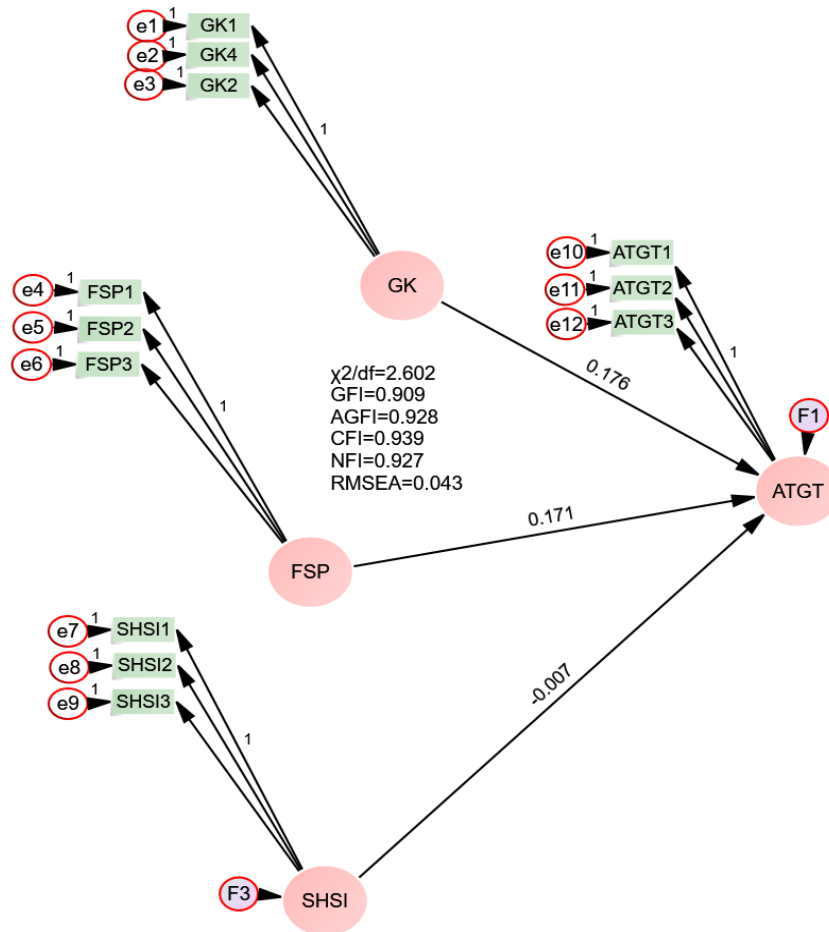 e1 1 GK1
e2 1 GK4
e3 1 GK2
1
GK
e10 1 ATGT1
e11 1 ATGT2
e12 1 ATGT3
1
e4 1 FSP1
e5 1 FSP2
e6 1 FSP3
1
0.176
χ2/df=2.602
GFI=0.909
AGFI=0.928
CFI=0.939
NFI=0.927
RMSEA=0.043
F1
ATGT
0.171
FSP
e7 1 SHSI1
e8 1 SHSI2
e9 1 SHSI3
1
-0.007
F3
SHSI